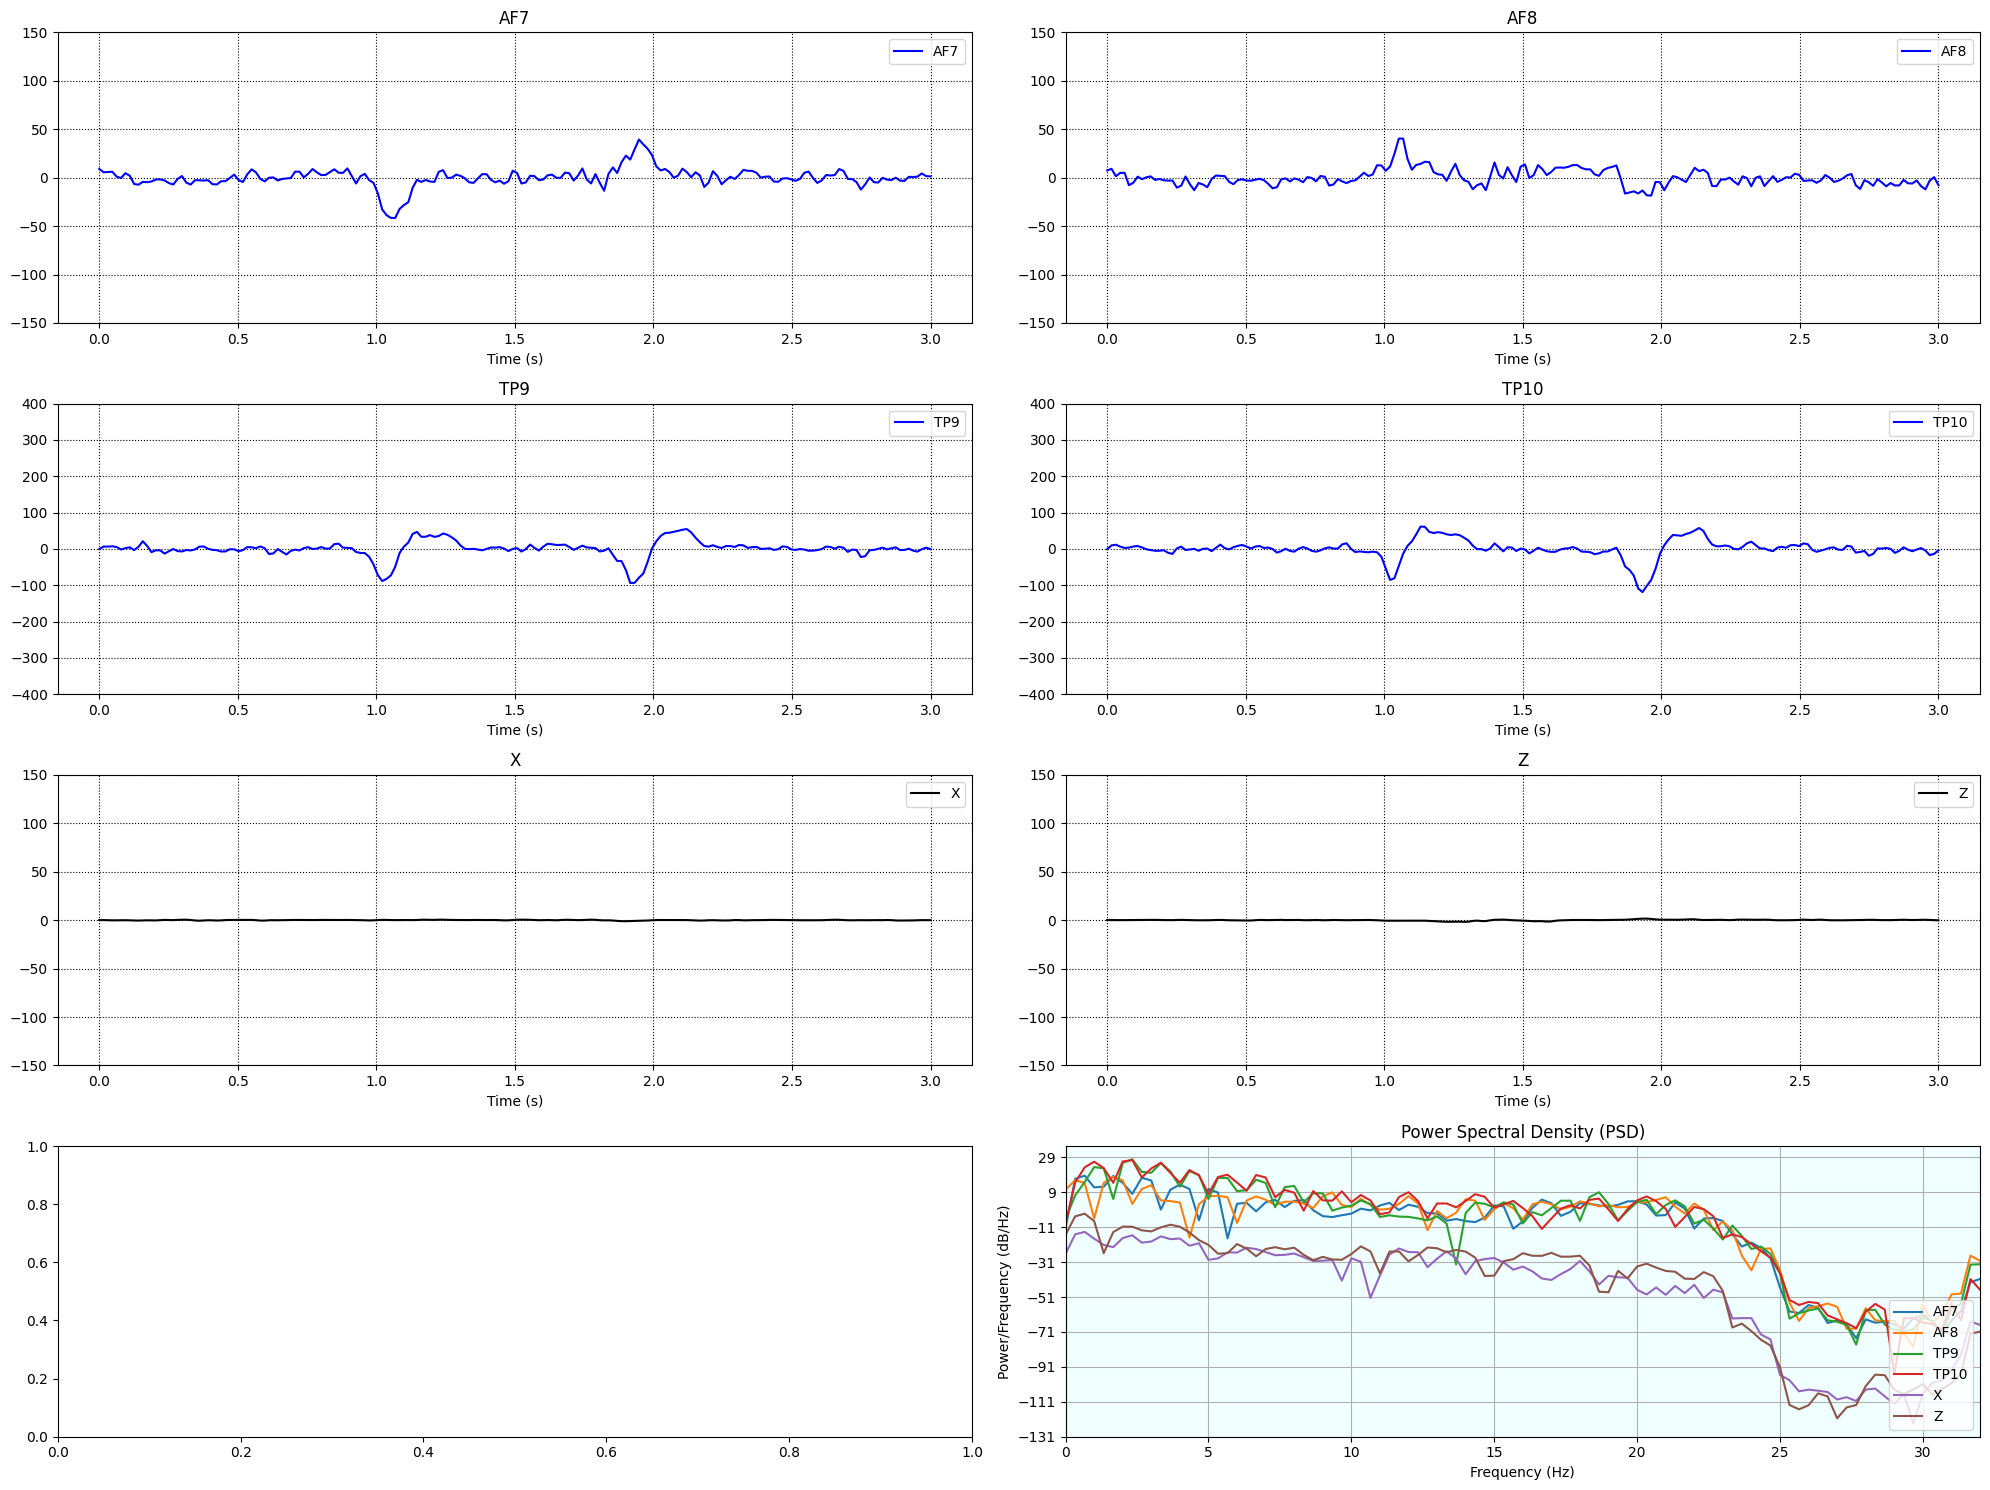 AF7
150
100
50
0
−50
−100
−150
0.0 0.5 1.0 1.5 2.0 2.5 3.0
Time (s)
AF7
AF8
150
100
50
0
−50
−100
−150
0.0 0.5 1.0 1.5 2.0 2.5 3.0
Time (s)
AF8
TP9
400
300
200
100
0
−100
−200
−300
−400
0.0 0.5 1.0 1.5 2.0 2.5 3.0
Time (s)
TP9
TP10
400
300
200
100
0
−100
−200
−300
−400
0.0 0.5 1.0 1.5 2.0 2.5 3.0
Time (s)
TP10
X
150
100
50
0
−50
−100
−150
0.0 0.5 1.0 1.5 2.0 2.5 3.0
Time (s)
X
Z
150
100
50
0
−50
−100
−150
0.0 0.5 1.0 1.5 2.0 2.5 3.0
Time (s)
Z
1.0
0.8
0.6
0.4
0.2
0.0
0.0 0.2 0.4 0.6 0.8 1.0
Power Spectral Density (PSD)
Power/Frequency (dB/Hz)
29
9
−11
−31
−51
−71
−91
−111
−131
0 5 10 15 20 25 30
Frequency (Hz)
AF7
AF8
TP9
TP10
X
Z